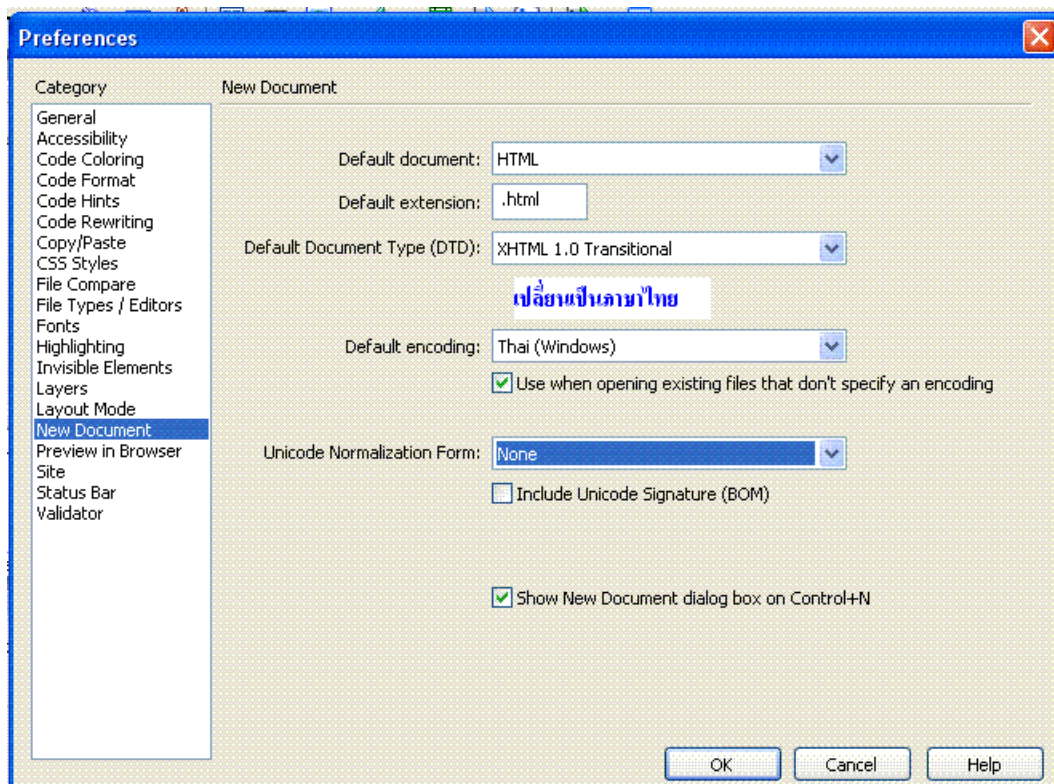 Preferences
Category
General
Accessibility
Code Coloring
Code Format
Code Hints
Code Rewriting
Copy/Paste
CSS Styles
File Compare
File Types / Editors
Fonts
Highlighting
Invisible Elements
Layers
Layout Mode
New Document
Preview in Browser
Site
Status Bar
Validator
New Document
Default document: HTML
Default extension: .html
Default Document Type (DTD): XHTML 1.0 Transitional
เปลี่ยนเป็นภาษาไทย
Default encoding: Thai (Windows)
Use when opening existing files that don't specify an encoding
Unicode Normalization Form: None
Include Unicode Signature (BOM)
Show New Document dialog box on Control+N
OK Cancel Help